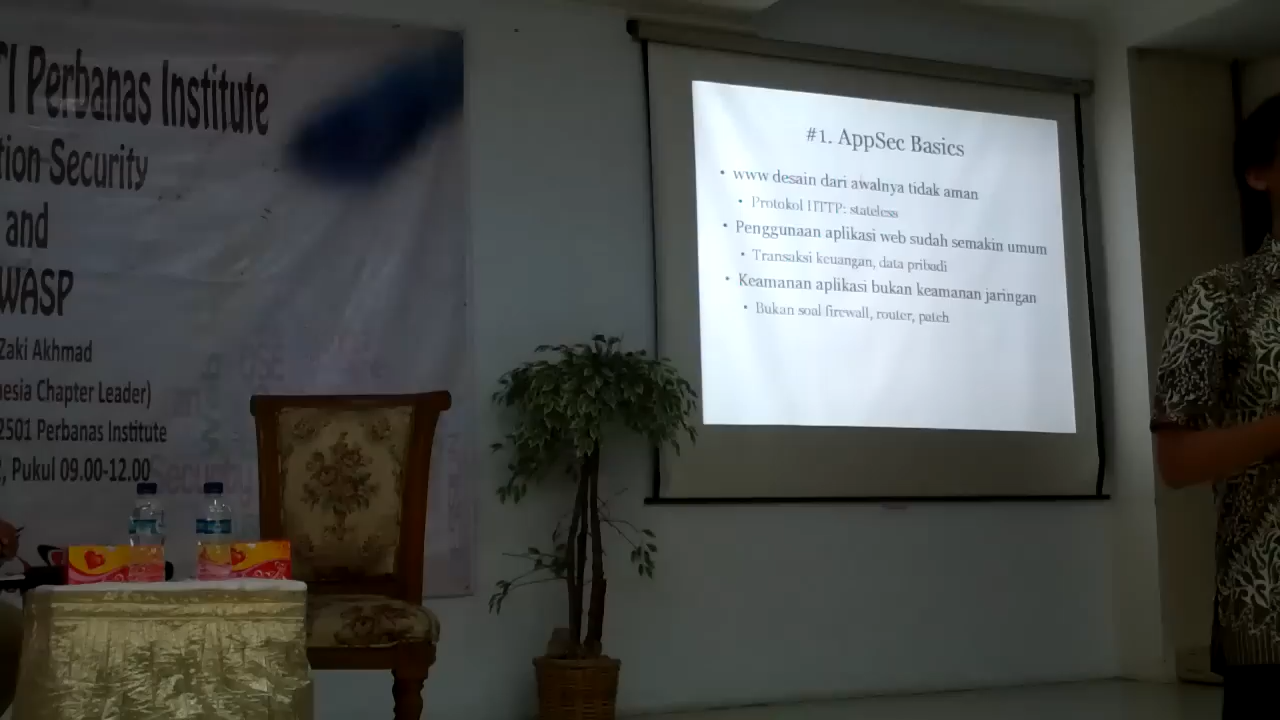 TI Perbanas Institute
tion Security
and
WASP
Zaki Akhmad
nesia Chapter Leader)
2501 Perbanas Institute
, Pukul 09.00-12.00
Security
#1. AppSec Basics
• www desain dari awalnya tidak aman
• Protokol HTTP: stateless
• Penggunaan aplikasi web sudah semakin umum
• Transaksi keuangan, data pribadi
• Keamanan aplikasi bukan keamanan jaringan
• Bukan soal firewall, router, patch